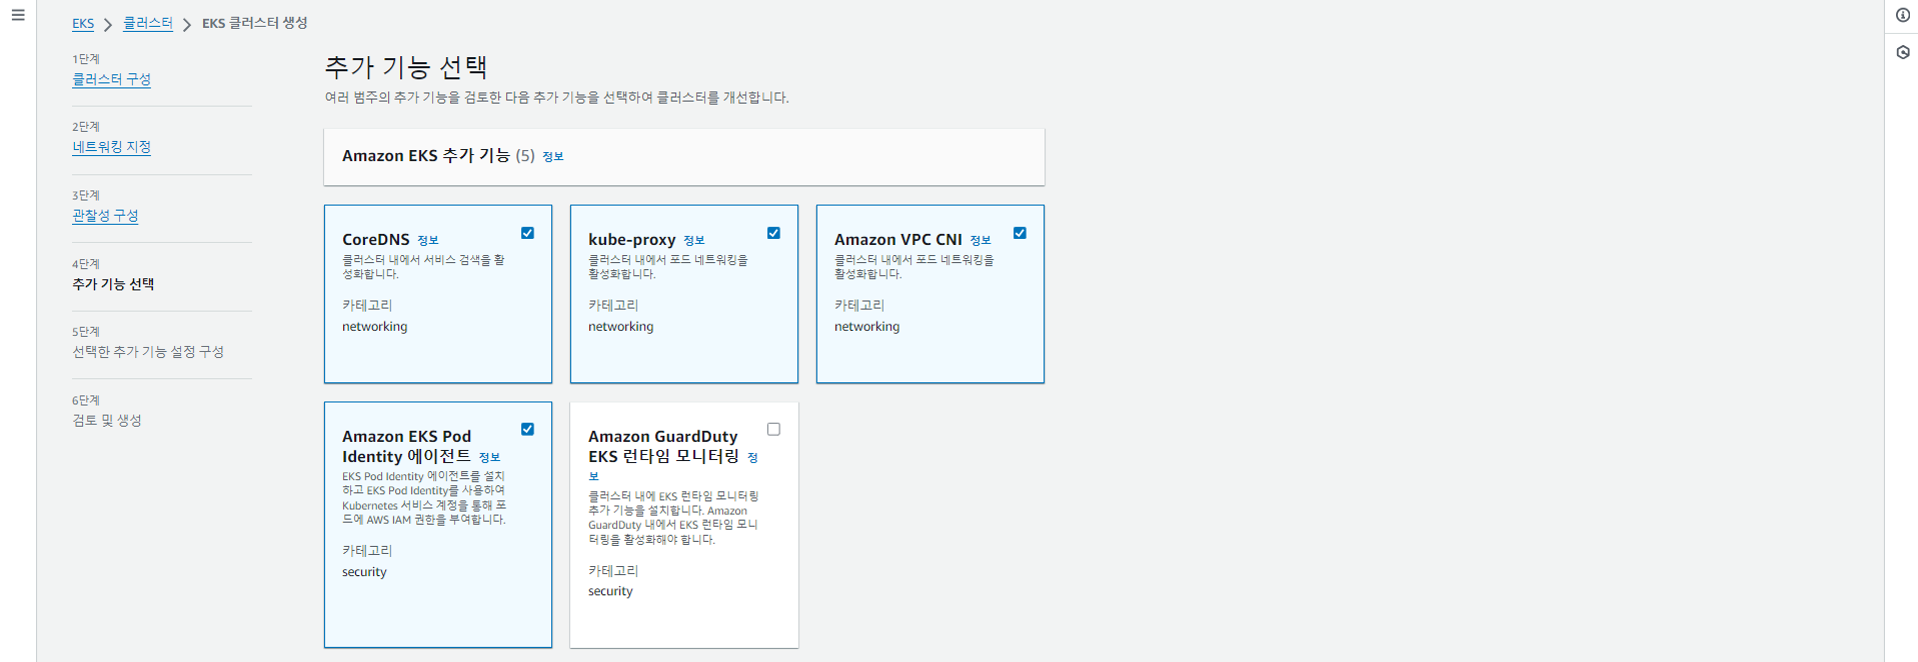 EKS > 클러스터 > EKS 클러스터 생성
1단계
클러스터 구성
2단계
네트워킹 지정
3단계
관찰성 구성
4단계
추가 기능 선택
5단계
선택한 추가 기능 설정 구성
6단계
검토 및 생성
추가 기능 선택
여러 범주의 추가 기능을 검토한 다음 추가 기능을 선택하여 클러스터를 개선합니다.
Amazon EKS 추가 기능 (5) 정보
CoreDNS 정보
클러스터 내에서 서비스 검색을 활
성화합니다.
카테고리
networking
kube-proxy 정보
클러스터 내에서 포드 네트워킹을
활성화합니다.
카테고리
networking
Amazon VPC CNI 정보
클러스터 내에서 포드 네트워킹을
활성화합니다.
카테고리
networking
Amazon EKS Pod
Identity 에이전트 정보
EKS Pod Identity 에이전트를 설치
하고 EKS Pod Identity를 사용하여
Kubernetes 서비스 계정을 통해 포
드에 AWS IAM 권한을 부여합니다.
카테고리
security
Amazon GuardDuty
EKS 런타임 모니터링 정
보
클러스터 내에 EKS 런타임 모니터링
추가 기능을 설치합니다. Amazon
GuardDuty 내에서 EKS 런타임 모니
터링을 활성화해야 합니다.
카테고리
security